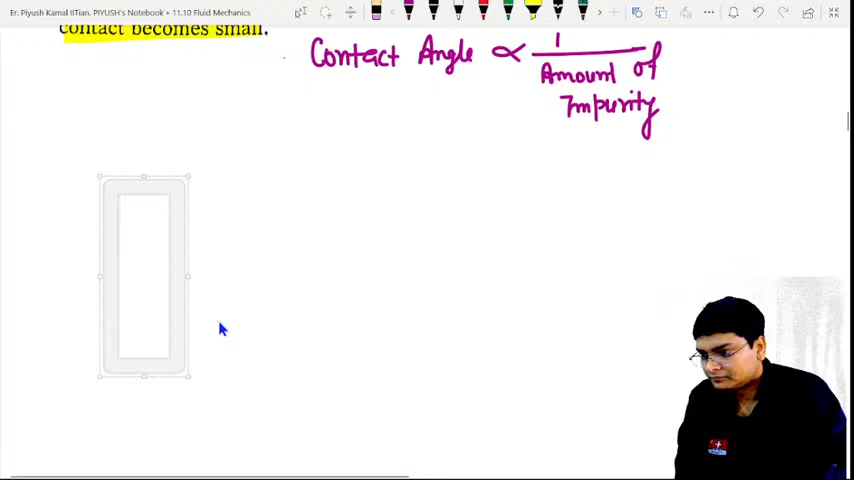 Er. Piyush Kamal IITian. PIYUSH's Notebook » 11.10 Fluid Mechanics
contact becomes small.
Contact Angle ∝ 1
Amount of
Impurity